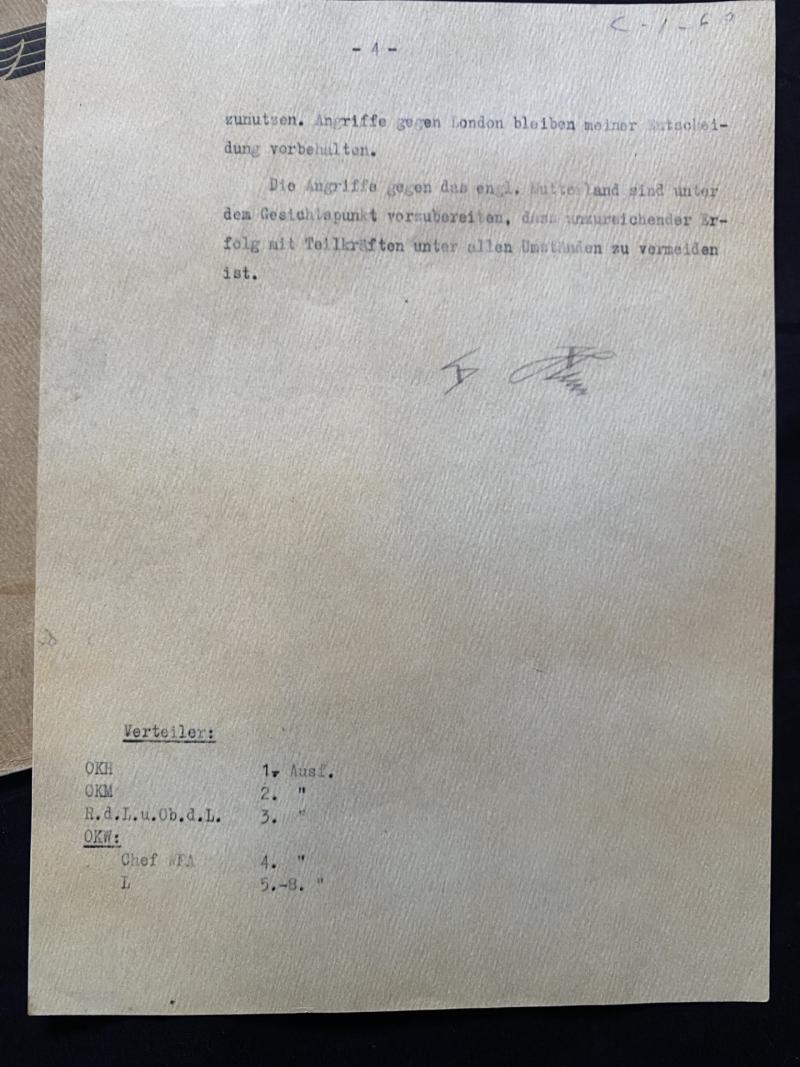 - 4 -
zunutzen. Angriffe gegen London bleiben meiner Entschei-
dung vorbehalten.
Die Angriffe gegen das engl. Mutterland sind unter
dem Gesichtspunkt vorzubereiten, dass unzureichender Er-
folg mit Teilkräften unter allen Umständen zu vermeiden
ist.
Verteiler:
OKH 1. Ausf.
OKM 2. "
R.d.L.u.Ob.d.L. 3. "
OKW:
Chef WFA 4. "
L 5.-8. "